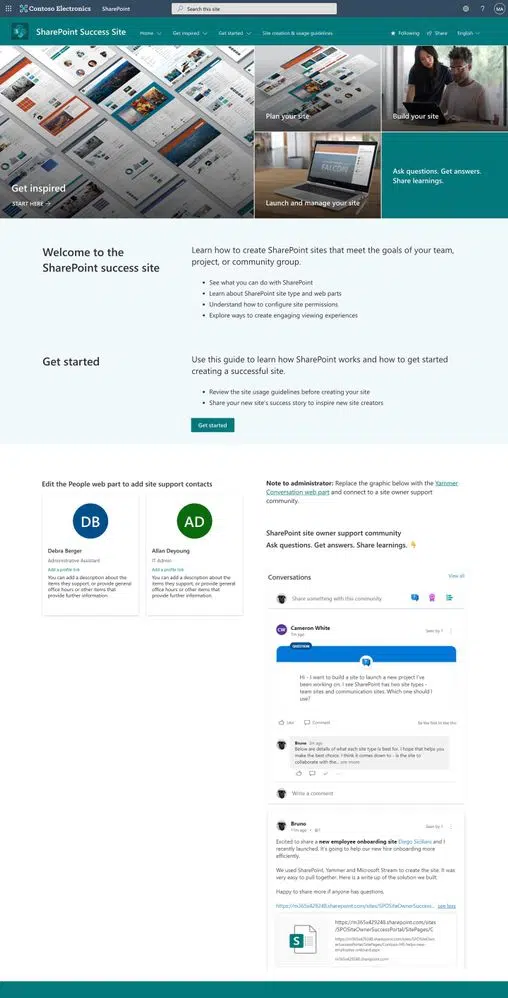 Contoso Electronics
SharePoint
Search this site
MA
SharePoint Success Site
Home
Get inspired
Get started
Site creation & usage guidelines
Following
Share
English
Get inspired
START HERE →
Plan your site
Build your site
FALCON
Launch and manage your site
Ask questions. Get answers.
Share learnings.
Welcome to the
SharePoint success site
Learn how to create SharePoint sites that meet the goals of your team,
project, or community group.
• See what you can do with SharePoint
• Learn about SharePoint site type and web parts
• Understand how to configure site permissions
• Explore ways to create engaging viewing experiences
Get started
Use this guide to learn how SharePoint works and how to get started
creating a successful site.
• Review the site usage guidelines before creating your site
• Share your new site's success story to inspire new site creators
Get started
Edit the People web part to add site support contacts
DB
Debra Berger
Administrative Assistant
Add a profile link
You can add a description about the
items they support, or provide general
office hours or other items that
provide further information.
AD
Allan Deyoung
IT Admin
Add a profile link
You can add a description about the
items they support, or provide general
office hours or other items that
provide further information.
Note to administrator: Replace the graphic below with the Yammer
Conversation web part and connect to a site owner support
community.
SharePoint site owner support community
Ask questions. Get answers. Share learnings. 👇
Conversations
View all
Share something with this community
CW
Cameron White
7m ago
Seen by 1
QUESTION
Hi - I want to build a site to launch a new project I've
been working on. I see SharePoint has two site types -
team sites and communication sites. Which one should I
use?
Like
Comment
Be the first to like this
Bruno 2m ago
Below are details of what each site type is best for. I hope that helps you
make the best choice. I think it comes down to - is the site to
collaborate with the... see more
Write a comment
Bruno
11m ago
Seen by 1
Excited to share a new employee onboarding site Diego Siciliani and I
recently launched. It's going to help our new hire onboarding more
efficiently.
We used SharePoint, Yammer and Microsoft Stream to create the site. It was
very easy to pull together. Here is a write up of the solution we built.
Happy to share more if anyone has questions.
https://m365x429248.sharepoint.com/sites/SPOSiteOwnerSuccess... see less
S
https://m365x429248.sharepoint.com/sites
/SPOSiteOwnerSuccessPortal/SitePages/C
m365x429248.sharepoint.com